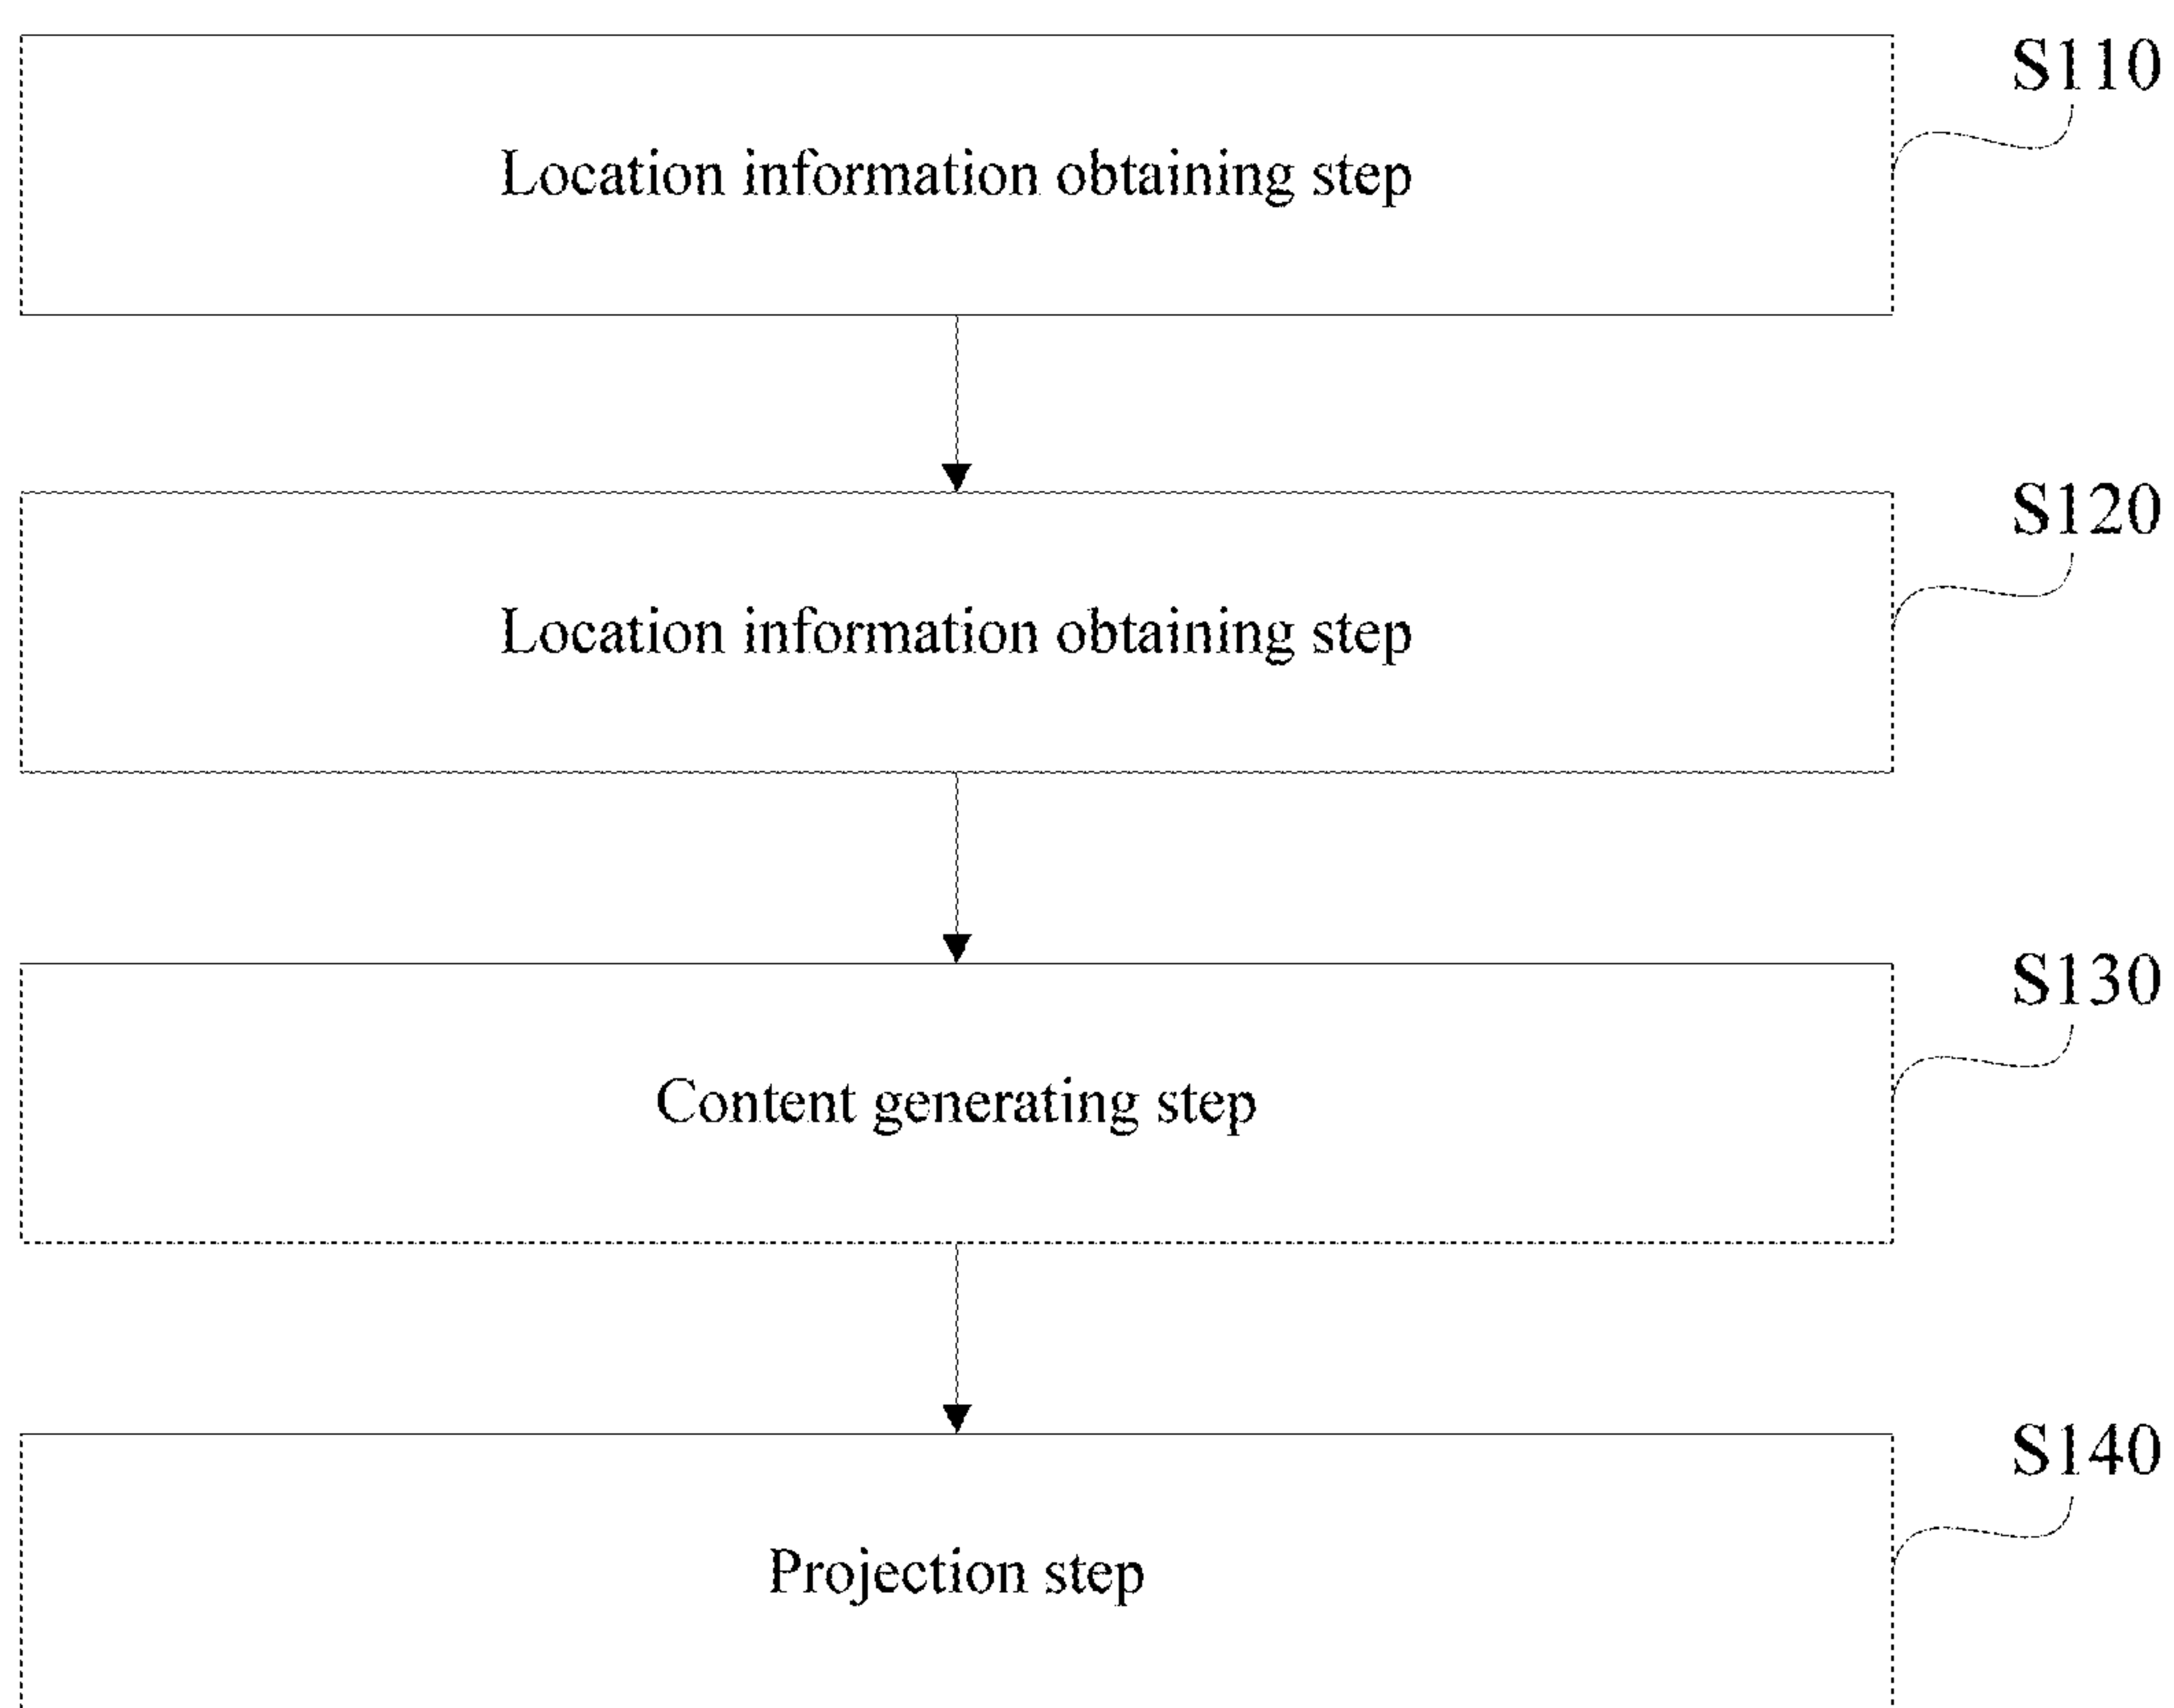 S110
Location information obtaining step
S120
Location information obtaining step
S130
Content generating step
S140
Projection step